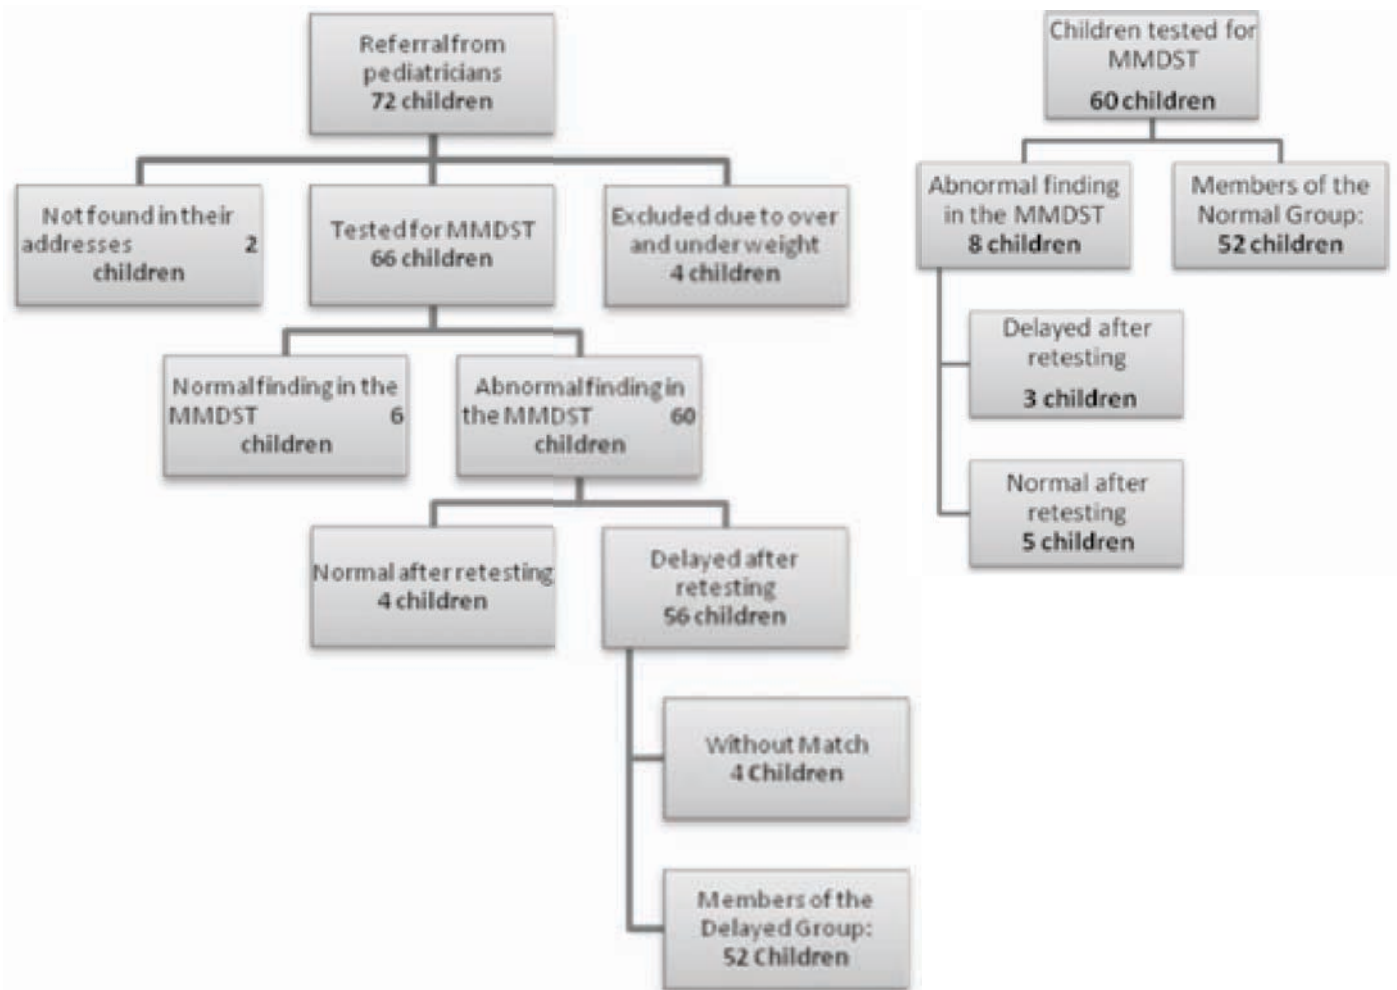 Referral from
pediatricians
72 children
Not found in their
addresses 2
children
Tested for MMDST
66 children
Excluded due to over
and under weight
4 children
Normal finding in the
MMDST 6
children
Abnormal finding in
the MMDST 60
children
Normal after retesting
4 children
Delayed after
retesting
56 children
Without Match
4 Children
Members of the
Delayed Group:
52 Children
Children tested for
MMDST
60 children
Abnormal finding
in the MMDST
8 children
Members of the
Normal Group:
52 children
Delayed after
retesting
3 children
Normal after
retesting
5 children